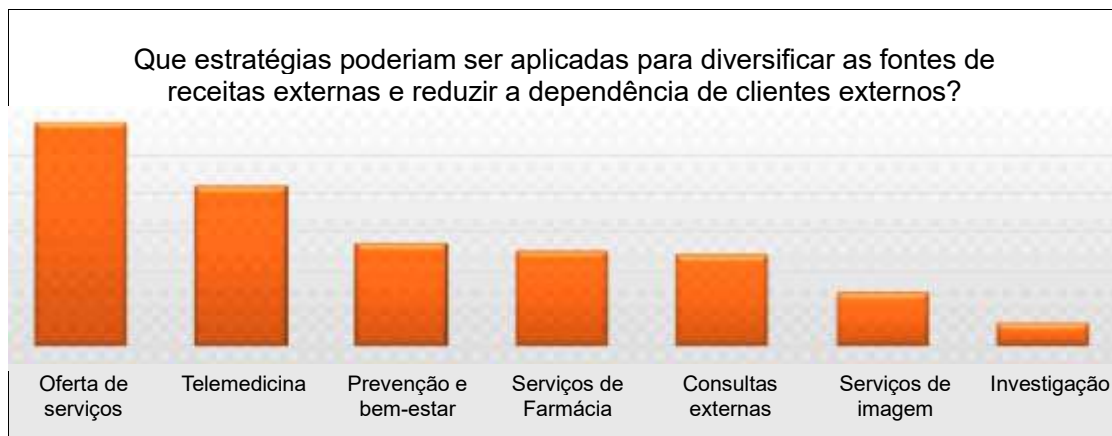 Que estratégias poderiam ser aplicadas para diversificar as fontes de
receitas externas e reduzir a dependência de clientes externos?
Oferta de
serviços
Telemedicina
Prevenção e
bem-estar
Serviços de
Farmácia
Consultas
externas
Serviços de
imagem
Investigação